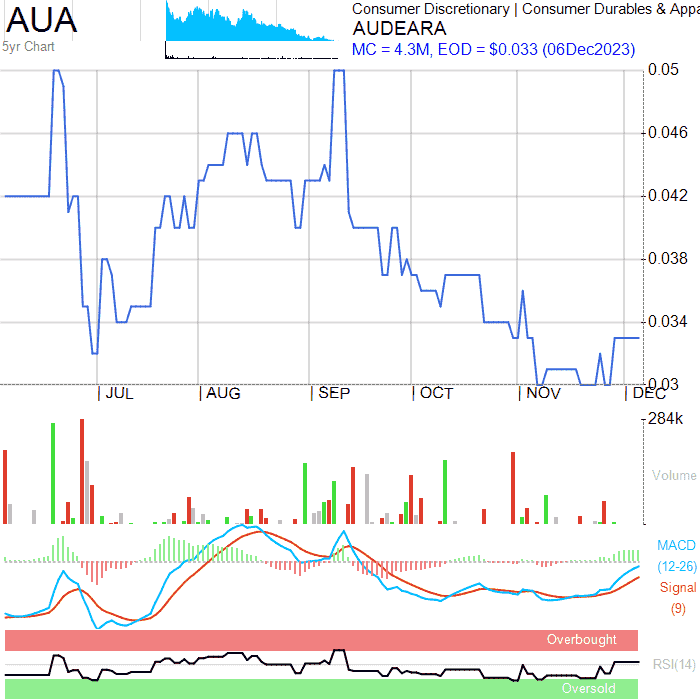 AUA
5yr Chart
Consumer Discretionary | Consumer Durables & Appa
AUDEARA
MC = 4.3M, EOD = $0.033 (06Dec2023)
0.05
0.046
0.042
0.038
0.034
0.03
JUL AUG SEP OCT NOV DEC
284k
Volume
MACD
(12-26)
Signal
(9)
Overbought
RSI(14)
Oversold